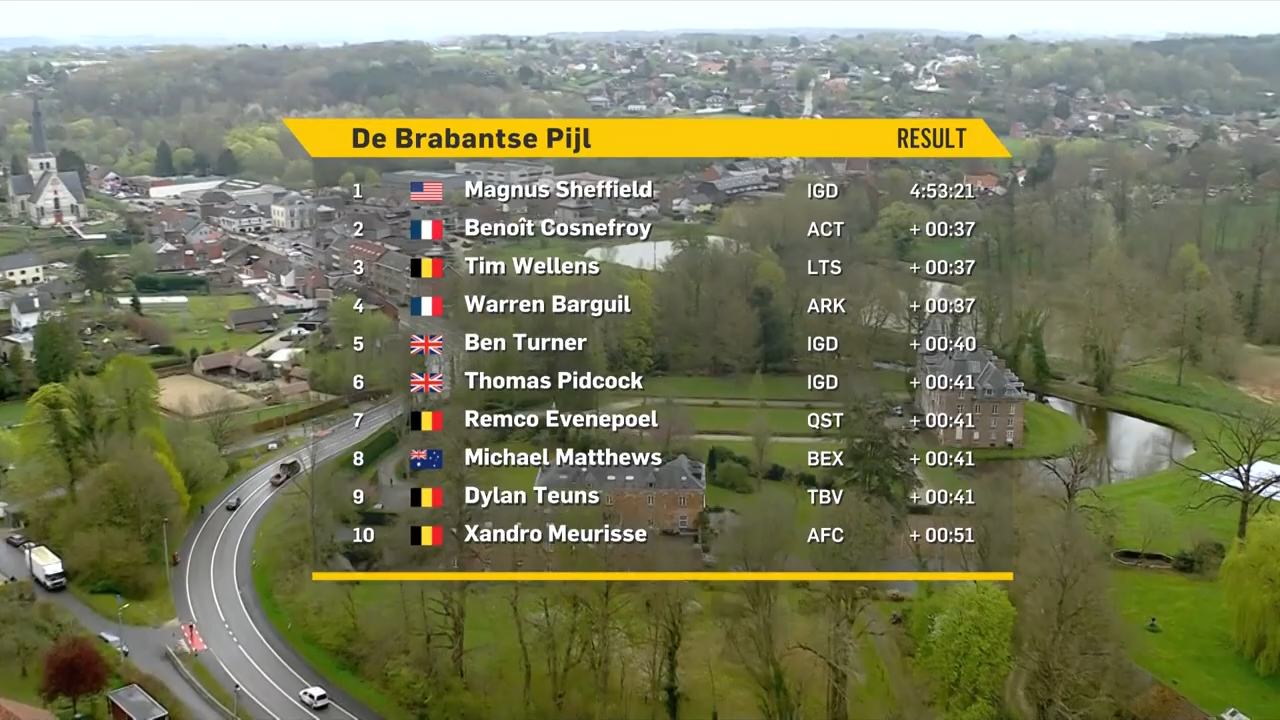 De Brabantse Pijl RESULT
1 Magnus Sheffield IGD 4:53:21
2 Benoît Cosnefroy ACT + 00:37
3 Tim Wellens LTS + 00:37
4 Warren Barguil ARK + 00:37
5 Ben Turner IGD + 00:40
6 Thomas Pidcock IGD + 00:41
7 Remco Evenepoel QST + 00:41
8 Michael Matthews BEX + 00:41
9 Dylan Teuns TBV + 00:41
10 Xandro Meurisse AFC + 00:51